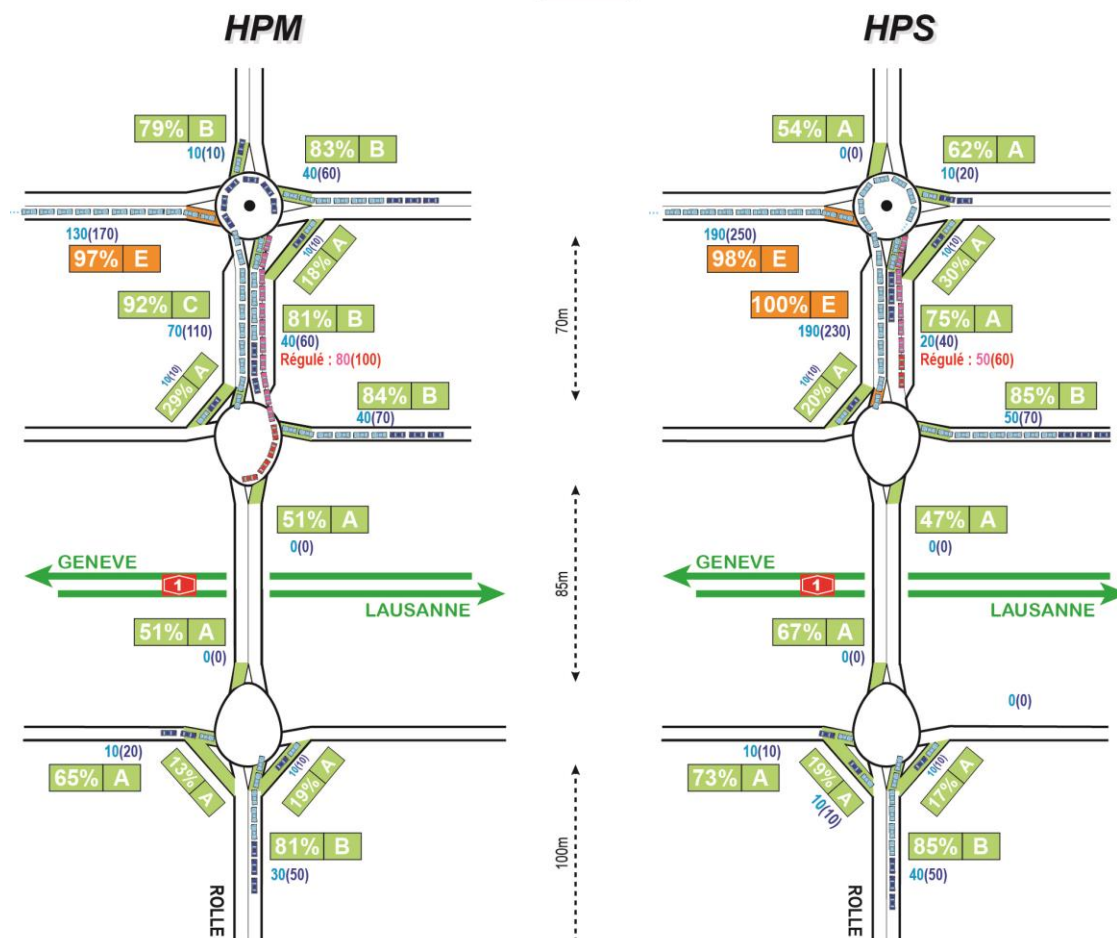 HPM
HPS
79% B
10(10)
83% B
40(60)
130(170)
97% E
10(10)
18% A
92% C
70(110)
81% B
40(60)
Régulé : 80(100)
10(10)
29% A
84% B
40(70)
51% A
0(0)
GENEVE
1
LAUSANNE
51% A
0(0)
10(20)
65% A
13% A
10(10)
19% A
81% B
30(50)
ROLLE
70m
85m
100m
54% A
0(0)
62% A
10(20)
190(250)
98% E
10(10)
30% A
100% E
190(230)
75% A
20(40)
Régulé : 50(60)
10(10)
20% A
85% B
50(70)
47% A
0(0)
GENEVE
1
LAUSANNE
67% A
0(0)
0(0)
10(10)
73% A
19% A
10(10)
10(10)
17% A
85% B
40(50)
ROLLE